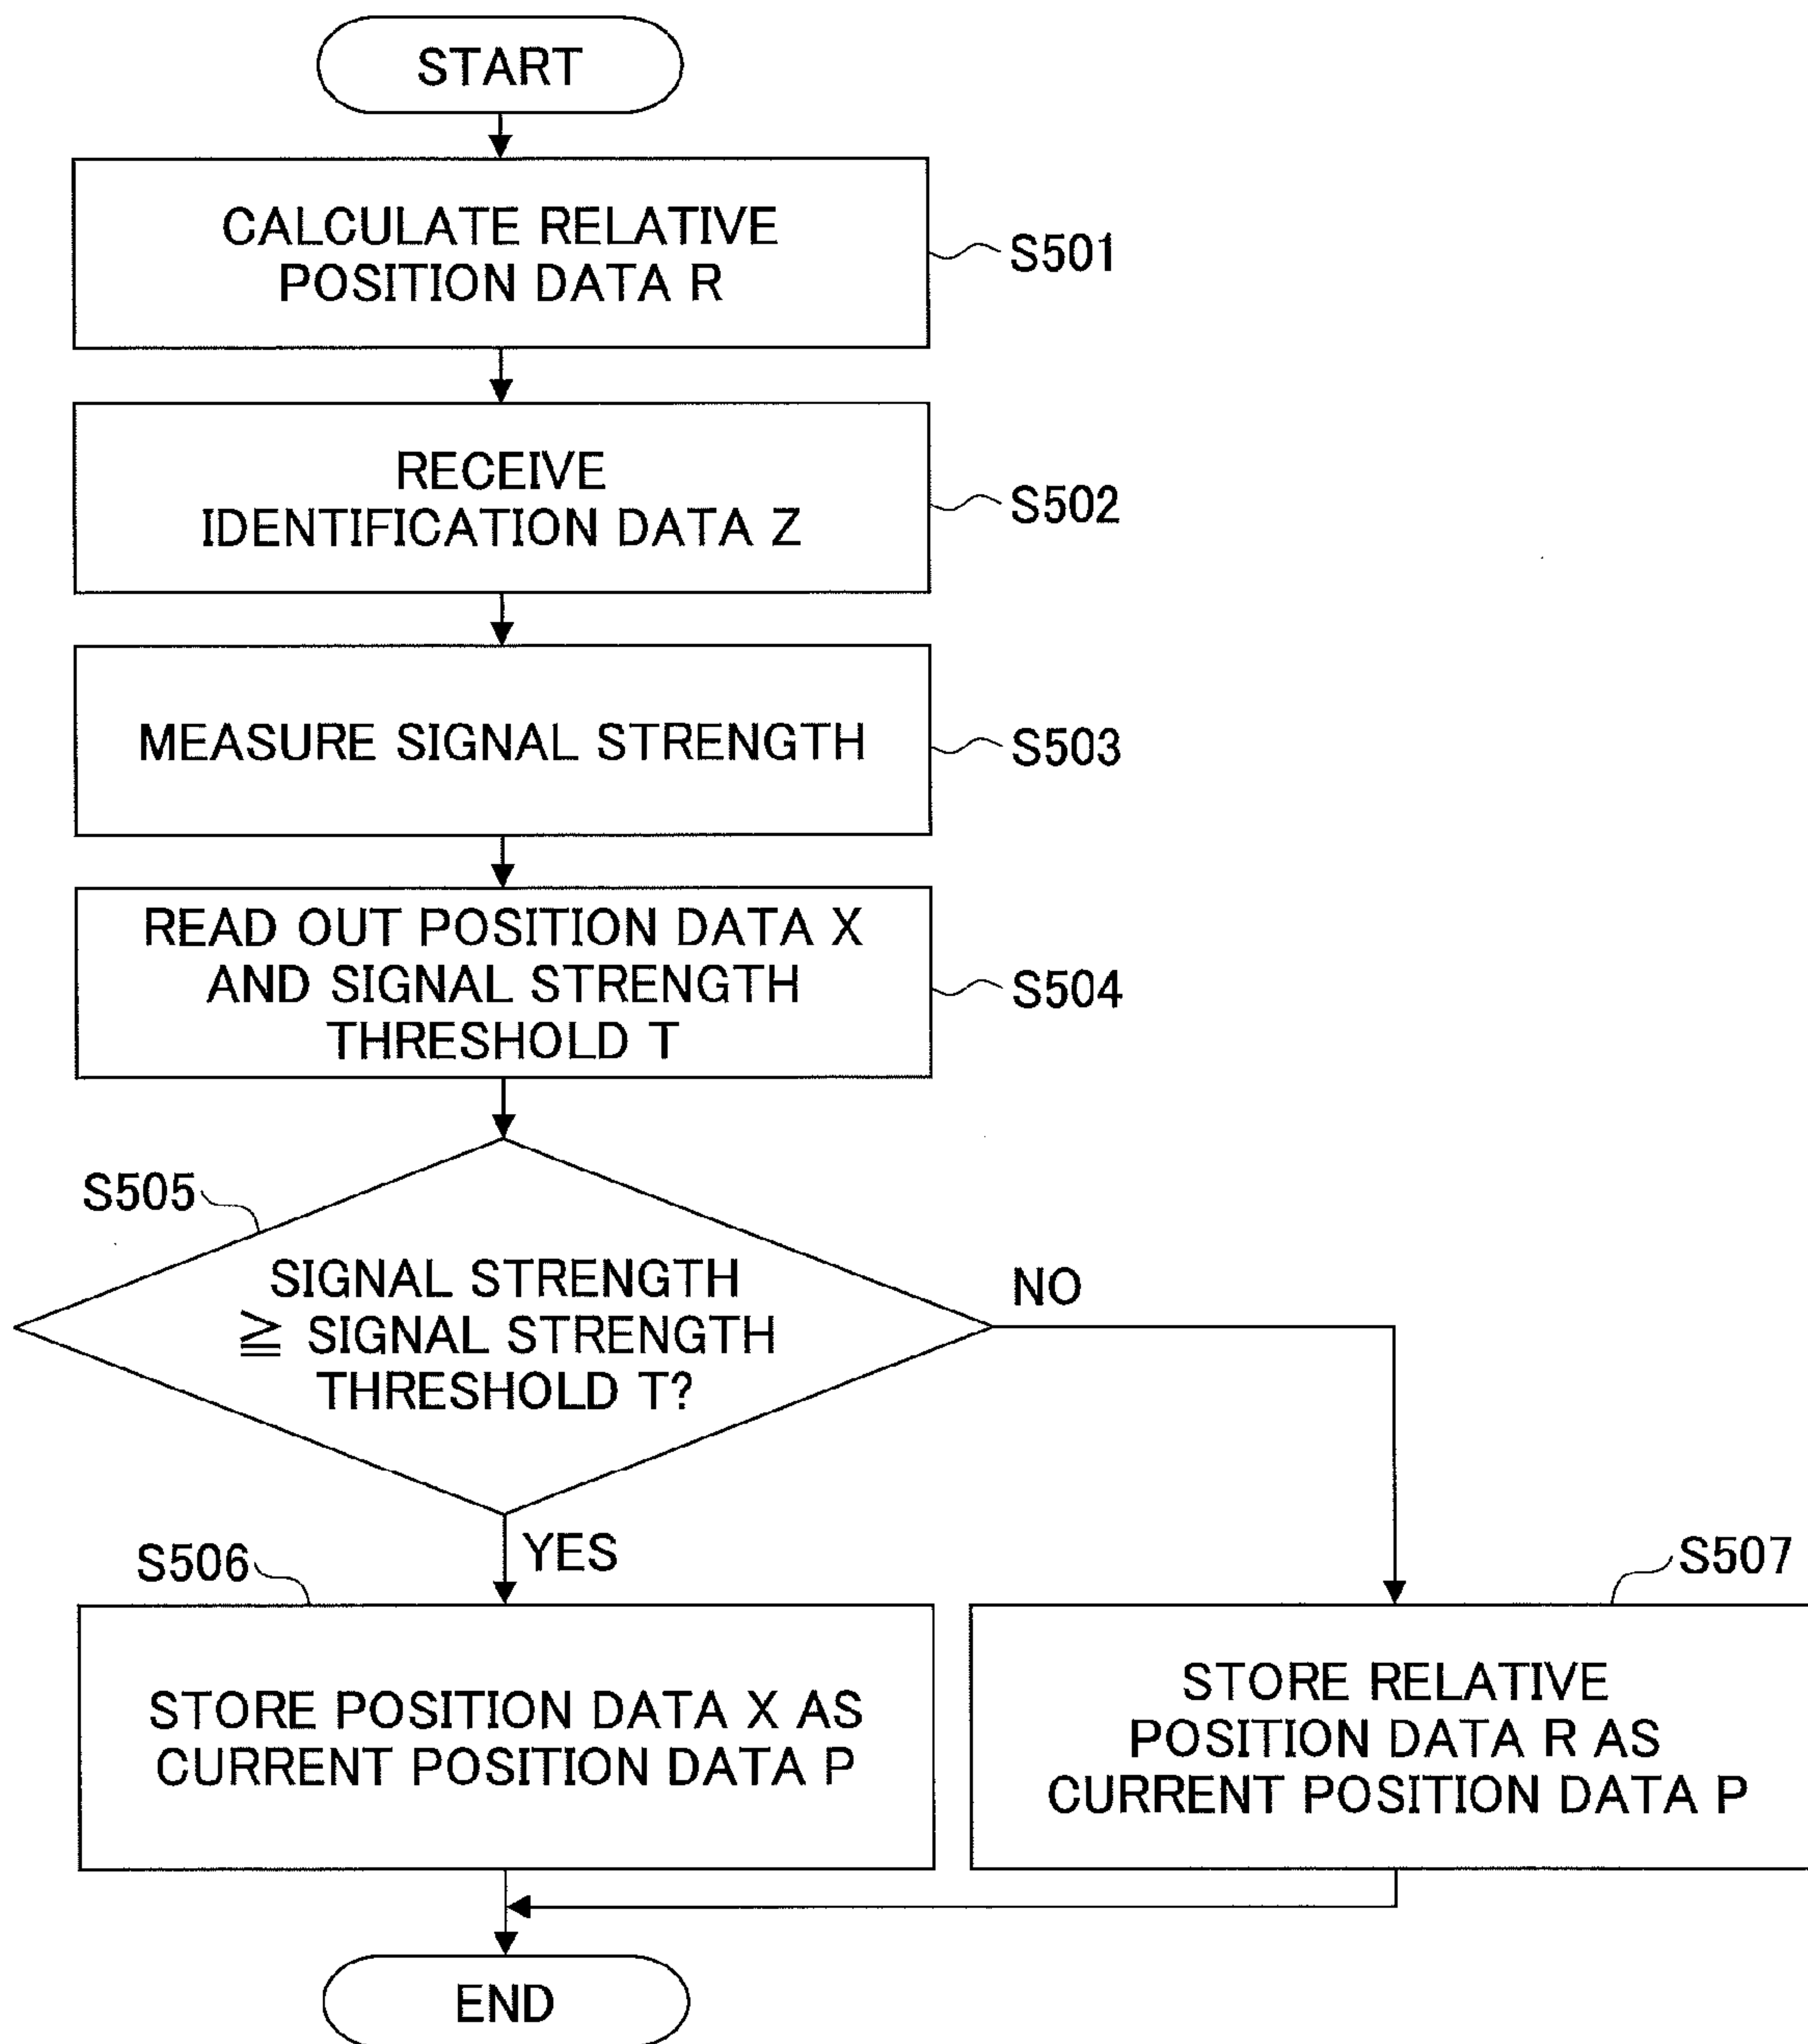 START
CALCULATE RELATIVE
POSITION DATA R
S501
RECEIVE
IDENTIFICATION DATA Z
S502
MEASURE SIGNAL STRENGTH
S503
READ OUT POSITION DATA X
AND SIGNAL STRENGTH
THRESHOLD T
S504
S505
SIGNAL STRENGTH
≧ SIGNAL STRENGTH
THRESHOLD T?
NO
YES
S506
STORE POSITION DATA X AS
CURRENT POSITION DATA P
S507
STORE RELATIVE
POSITION DATA R AS
CURRENT POSITION DATA P
END